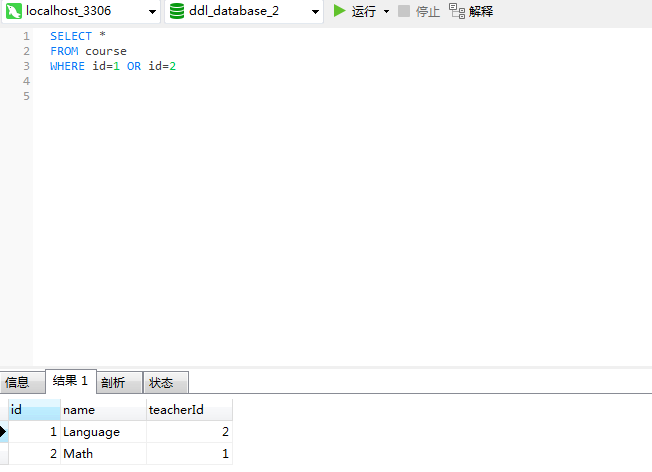 localhost_3306 ddl_database_2 运行 停止 解释
1 SELECT *
2 FROM course
3 WHERE id=1 OR id=2
4
5
信息 结果 1 剖析 状态
id name teacherId
1 Language 2
2 Math 1